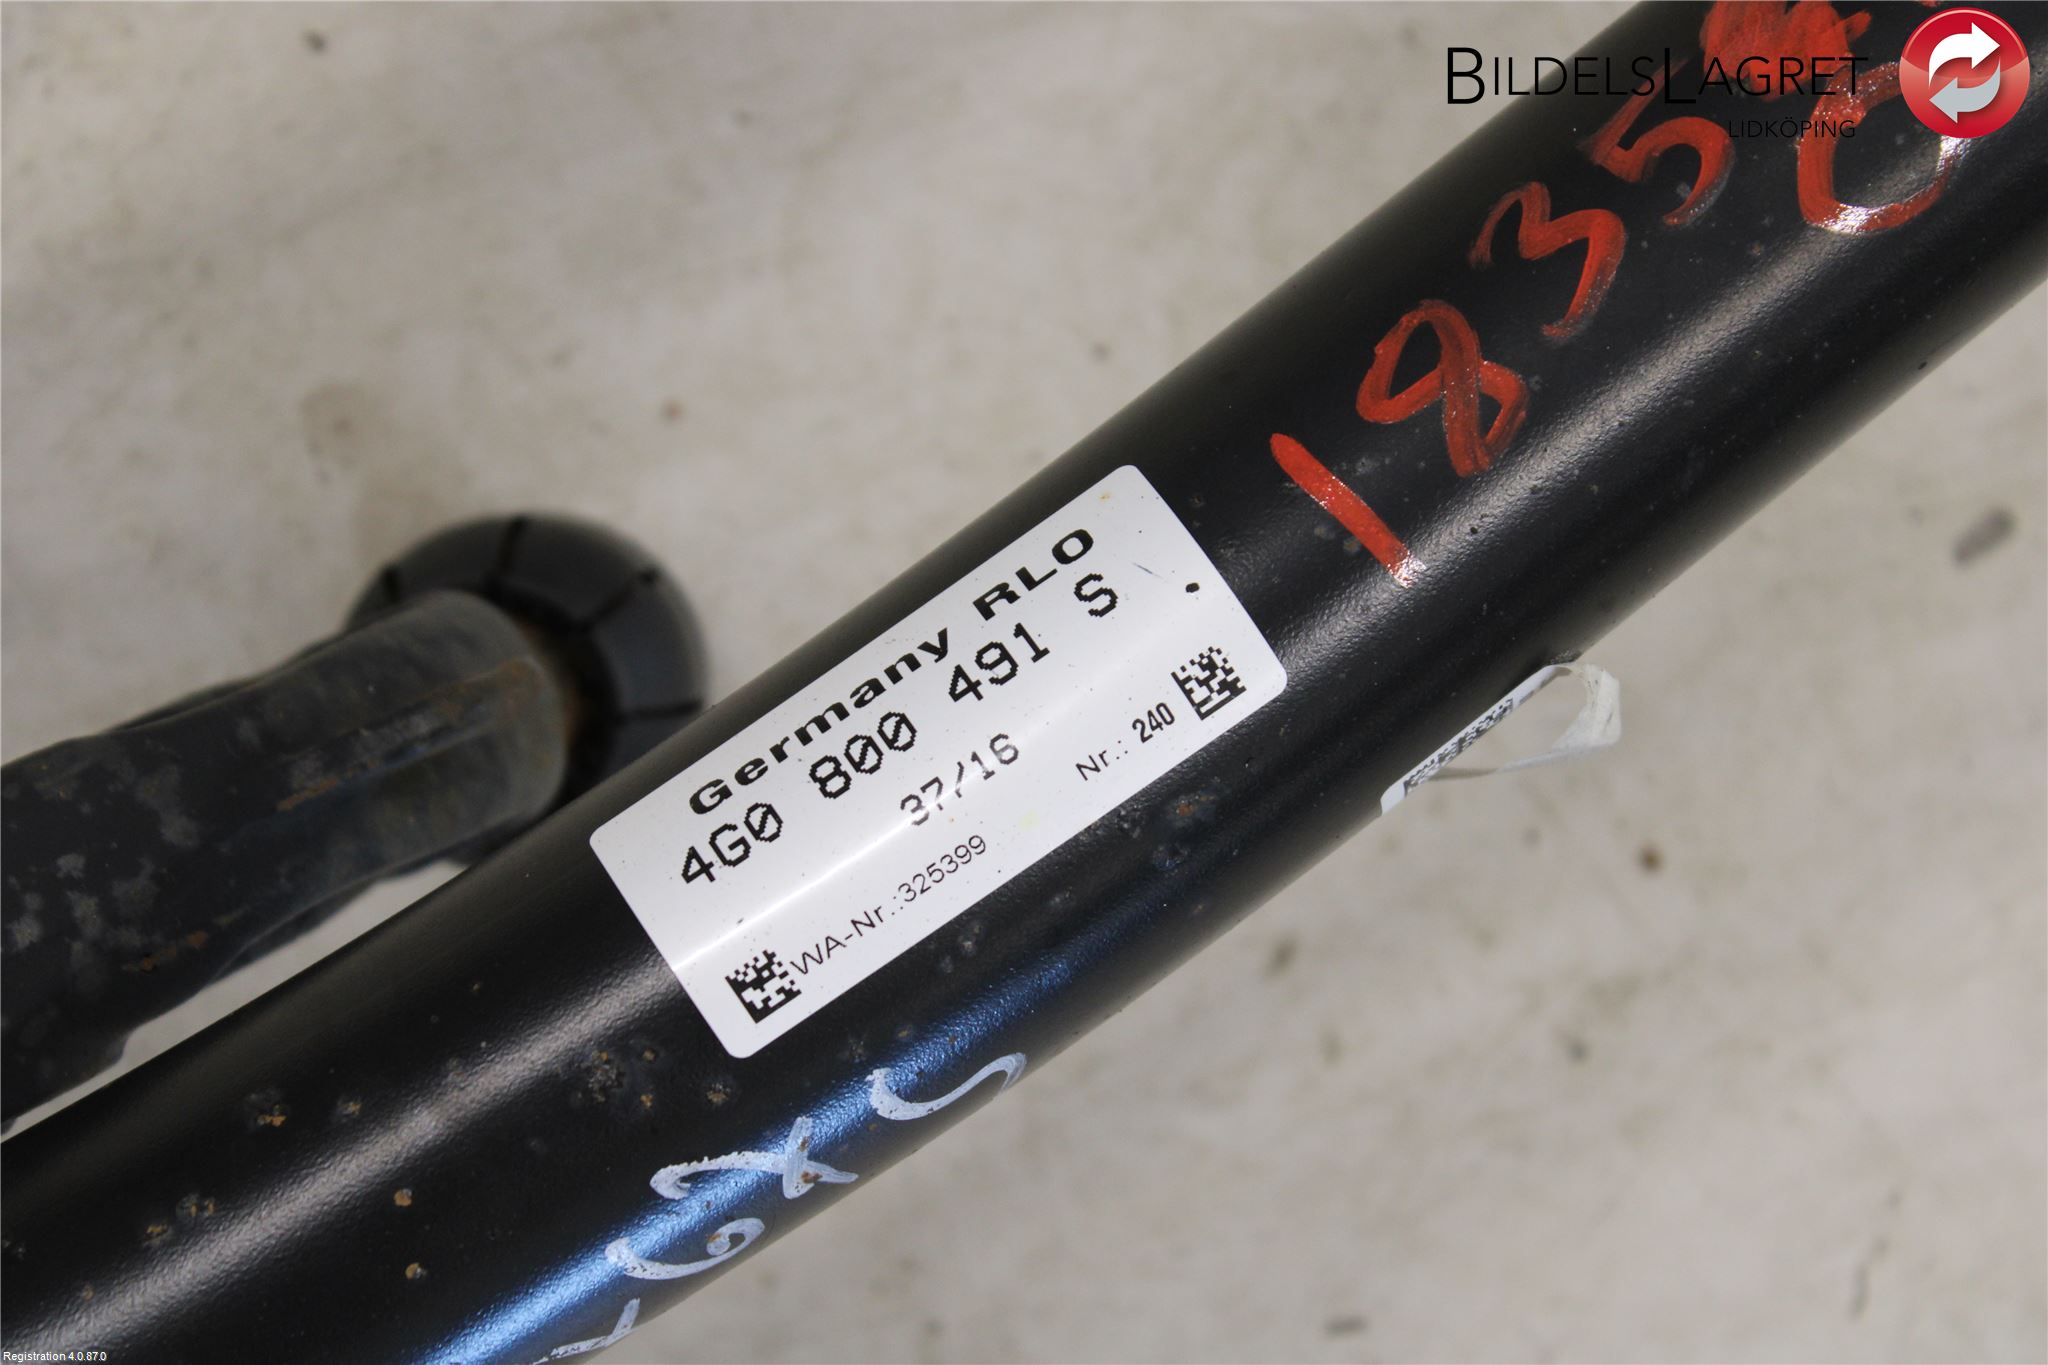 BILDELSLAGRET
LIDKÖPING
18350
Germany RLO
4G0 800 491 S
37/16
Nr.: 240
WA-Nr.:325399
Registration 4.0.87.0